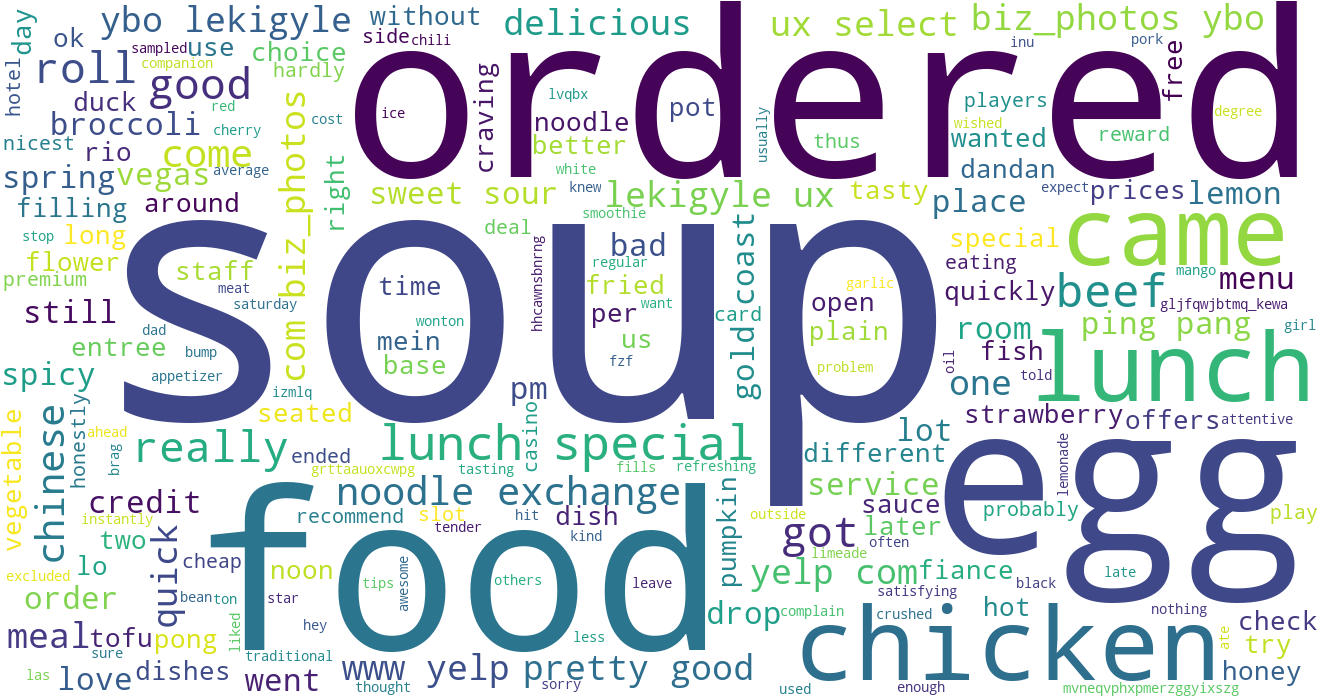 ordered
soup
food
egg
chicken
came
lunch
lunch special
beef
noodle exchange
really
got
good
roll
come
broccoli
ybo lekigyle
without
delicious
ux select
biz_photos ybo
ok
use
side
chili
sampled
companion
choice
hardly
day
hotel
duck
red
cherry
cost
nicest
rio
average
vegas
spring
filling
around
right
com biz_photos
craving
ice
lvqbx
noodle
better
white
pot
usually
inu
pork
players
wished
wanted
thus
free
reward
degree
dandan
expect
prices
lemon
sweet sour
knew
lekigyle ux
tasty
place
stop
long
flower
premium
staff
meat
saturday
still
dad
bump
entree
appetizer
spicy
izmlq
seated
deal
smoothie
bad
regular
fried
want
time
wonton
mein
base
hhcawnsbnrng
per
us
fzf
pm
gold coast
card
garlic
open
plain
problem
special
eating
quickly
mango
menu
gljfqwjbtmq_kewa
room
ping pang
girl
oil
fish
told
one
strawberry
offers
attentive
vegetable
chinese
honestly
ahead
brag
ended
grttaauoxcwpg
casino
tasting
fills
refreshing
lot
different
lemonade
service
probably
play
credit
instantly
two
quick
excluded
lo
order
cheap
noon
bean
ton
star
recommend
slot
tender
hit
dish
kind
pumpkin
outside
sauce
later
often
limeade
yelp com
fiance
satisfying
black
late
meal
tofu
pong
sure
liked
hey
traditional
tips
awesome
others
leave
less
drop
complain
crushed
hot
nothing
check
try
ate
las
love
dishes
went
www yelp
thought
pretty good
sorry
used
enough
honey
mvneqvphxpmerzggyixszg